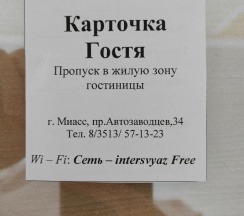 Карточка
Гостя
Пропуск в жилую зону
гостиницы
г. Миасс, пр.Автозаводцев,34
Тел. 8/3513/ 57-13-23
Wi – Fi: Сеть – intersvyaz Free